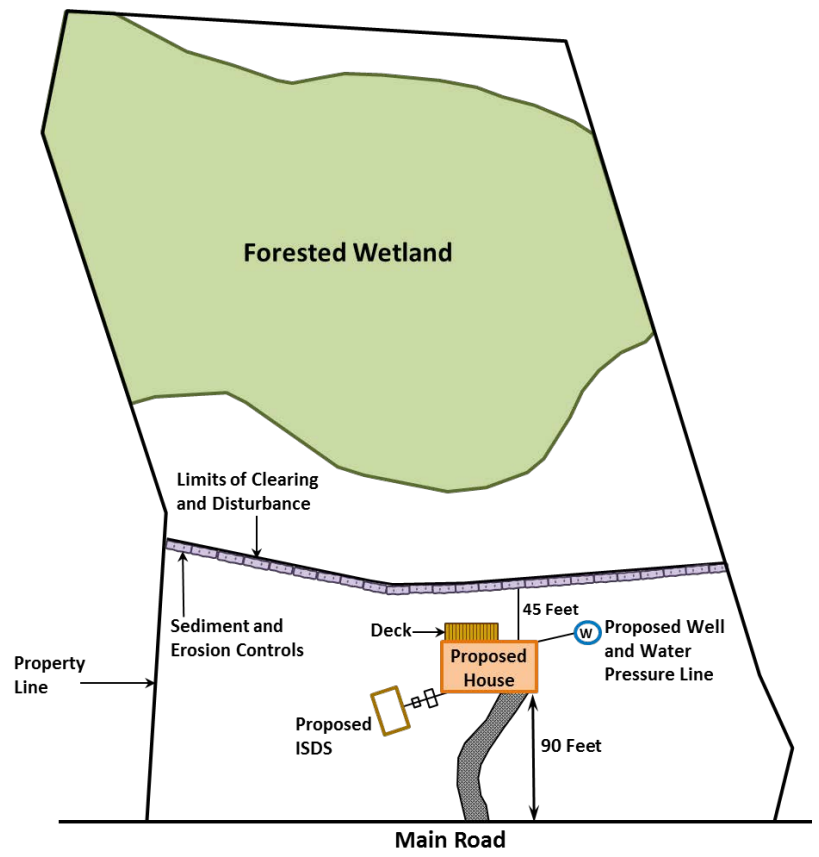 Forested Wetland
Limits of Clearing
and Disturbance
45 Feet
Sediment and
Erosion Controls
Deck
W
Proposed Well
and Water
Pressure Line
Proposed
House
Property
Line
Proposed
ISDS
90 Feet
Main Road